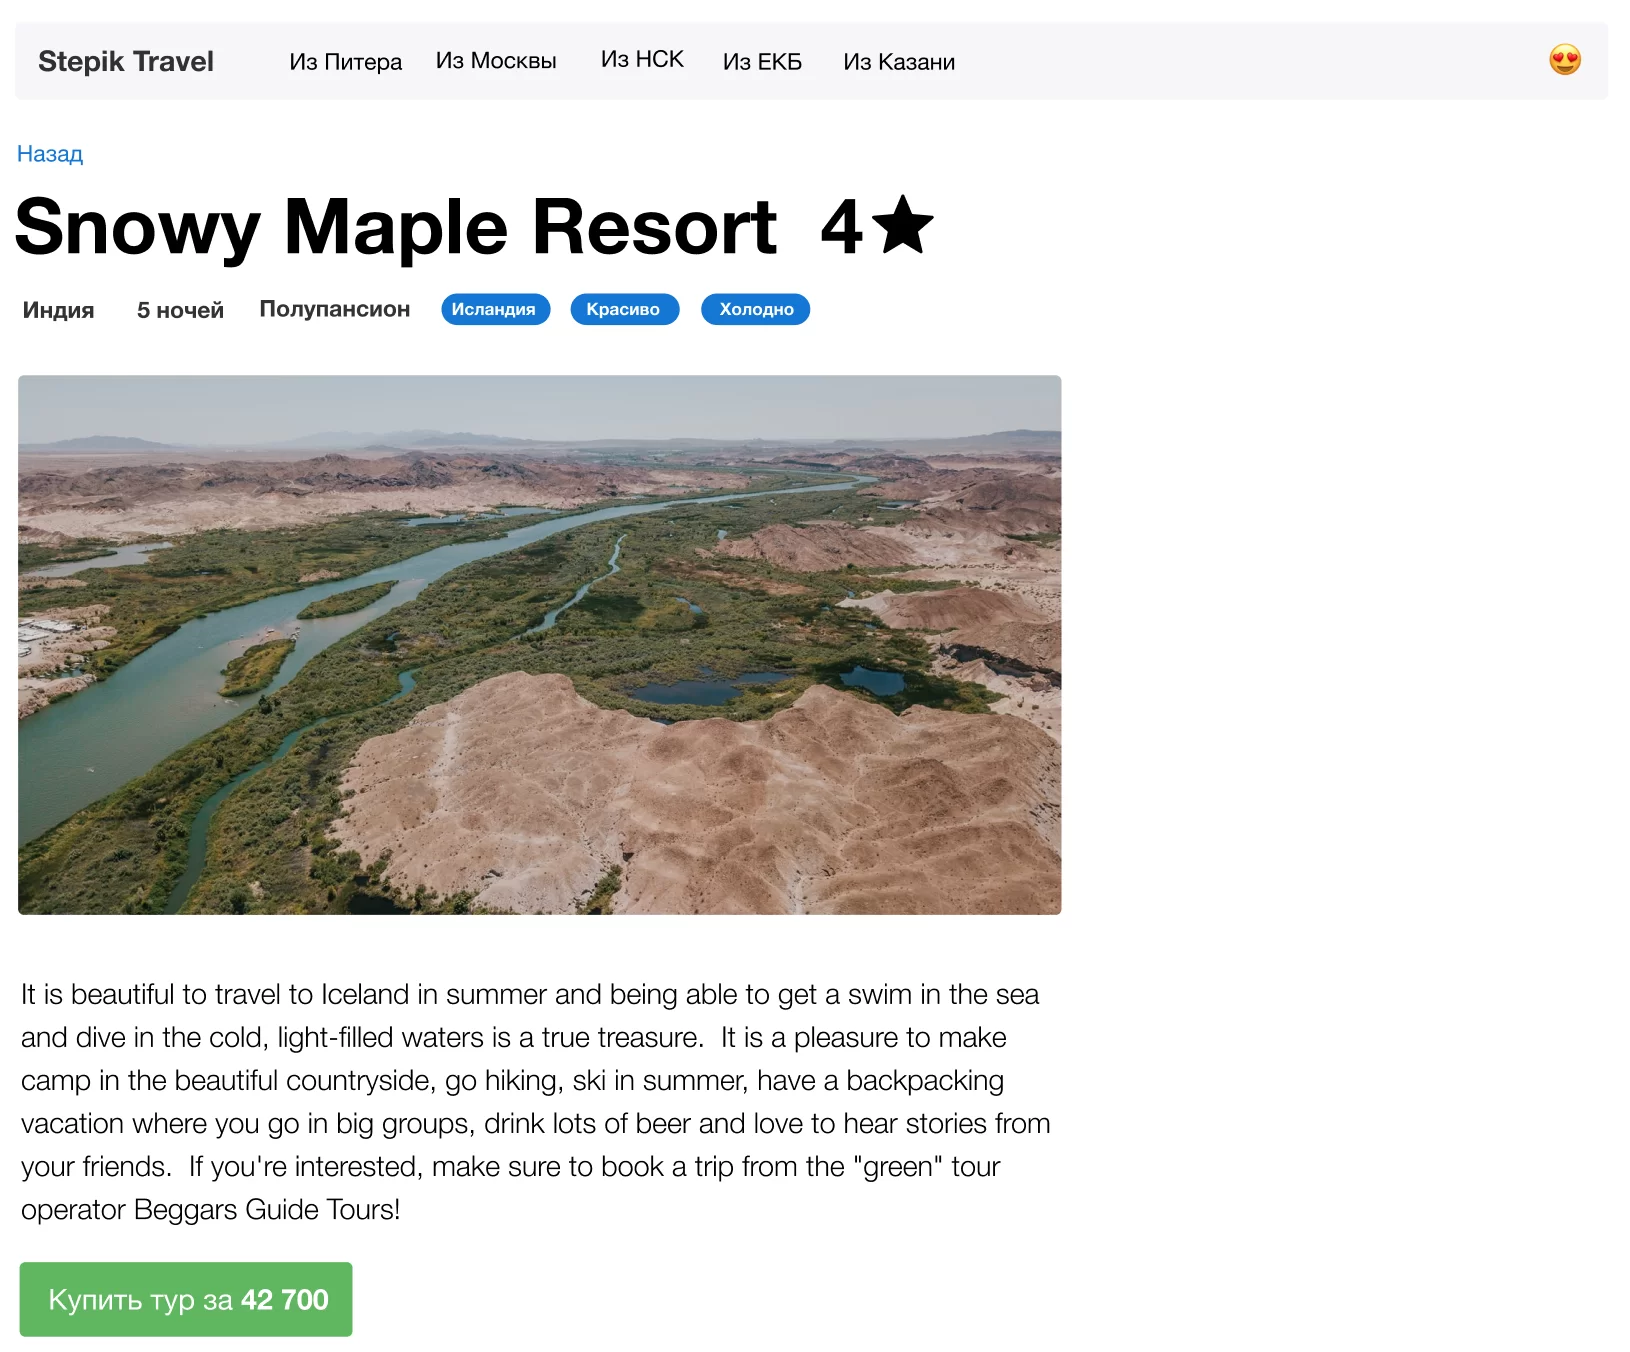 Stepik Travel Из Питера Из Москвы Из НСК Из ЕКБ Из Казани 😍
Назад
Snowy Maple Resort 4★
Индия 5 ночей Полупансион Исландия Красиво Холодно
It is beautiful to travel to Iceland in summer and being able to get a swim in the sea
and dive in the cold, light-filled waters is a true treasure. It is a pleasure to make
camp in the beautiful countryside, go hiking, ski in summer, have a backpacking
vacation where you go in big groups, drink lots of beer and love to hear stories from
your friends. If you're interested, make sure to book a trip from the "green" tour
operator Beggars Guide Tours!
Купить тур за 42 700